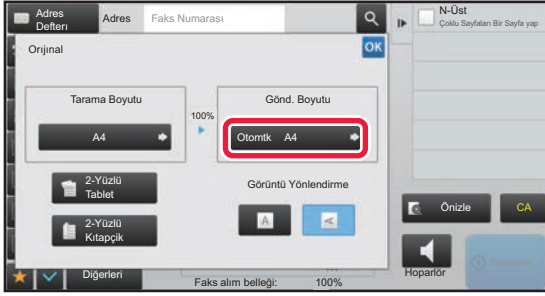 Adres
Defteri
Adres
Faks Numarası
N-Üst
Çoklu Sayfaları Bir Sayfa yap
Orijinal
OK
Tarama Boyutu
A4
100%
Gönd. Boyutu
Otomtk A4
2-Yüzlü
Tablet
2-Yüzlü
Kıtapçik
Görüntü Yönlendirme
A
A
Önizle
CA
Diğerleri
Faks alım belleği: 100%
Hoparlör